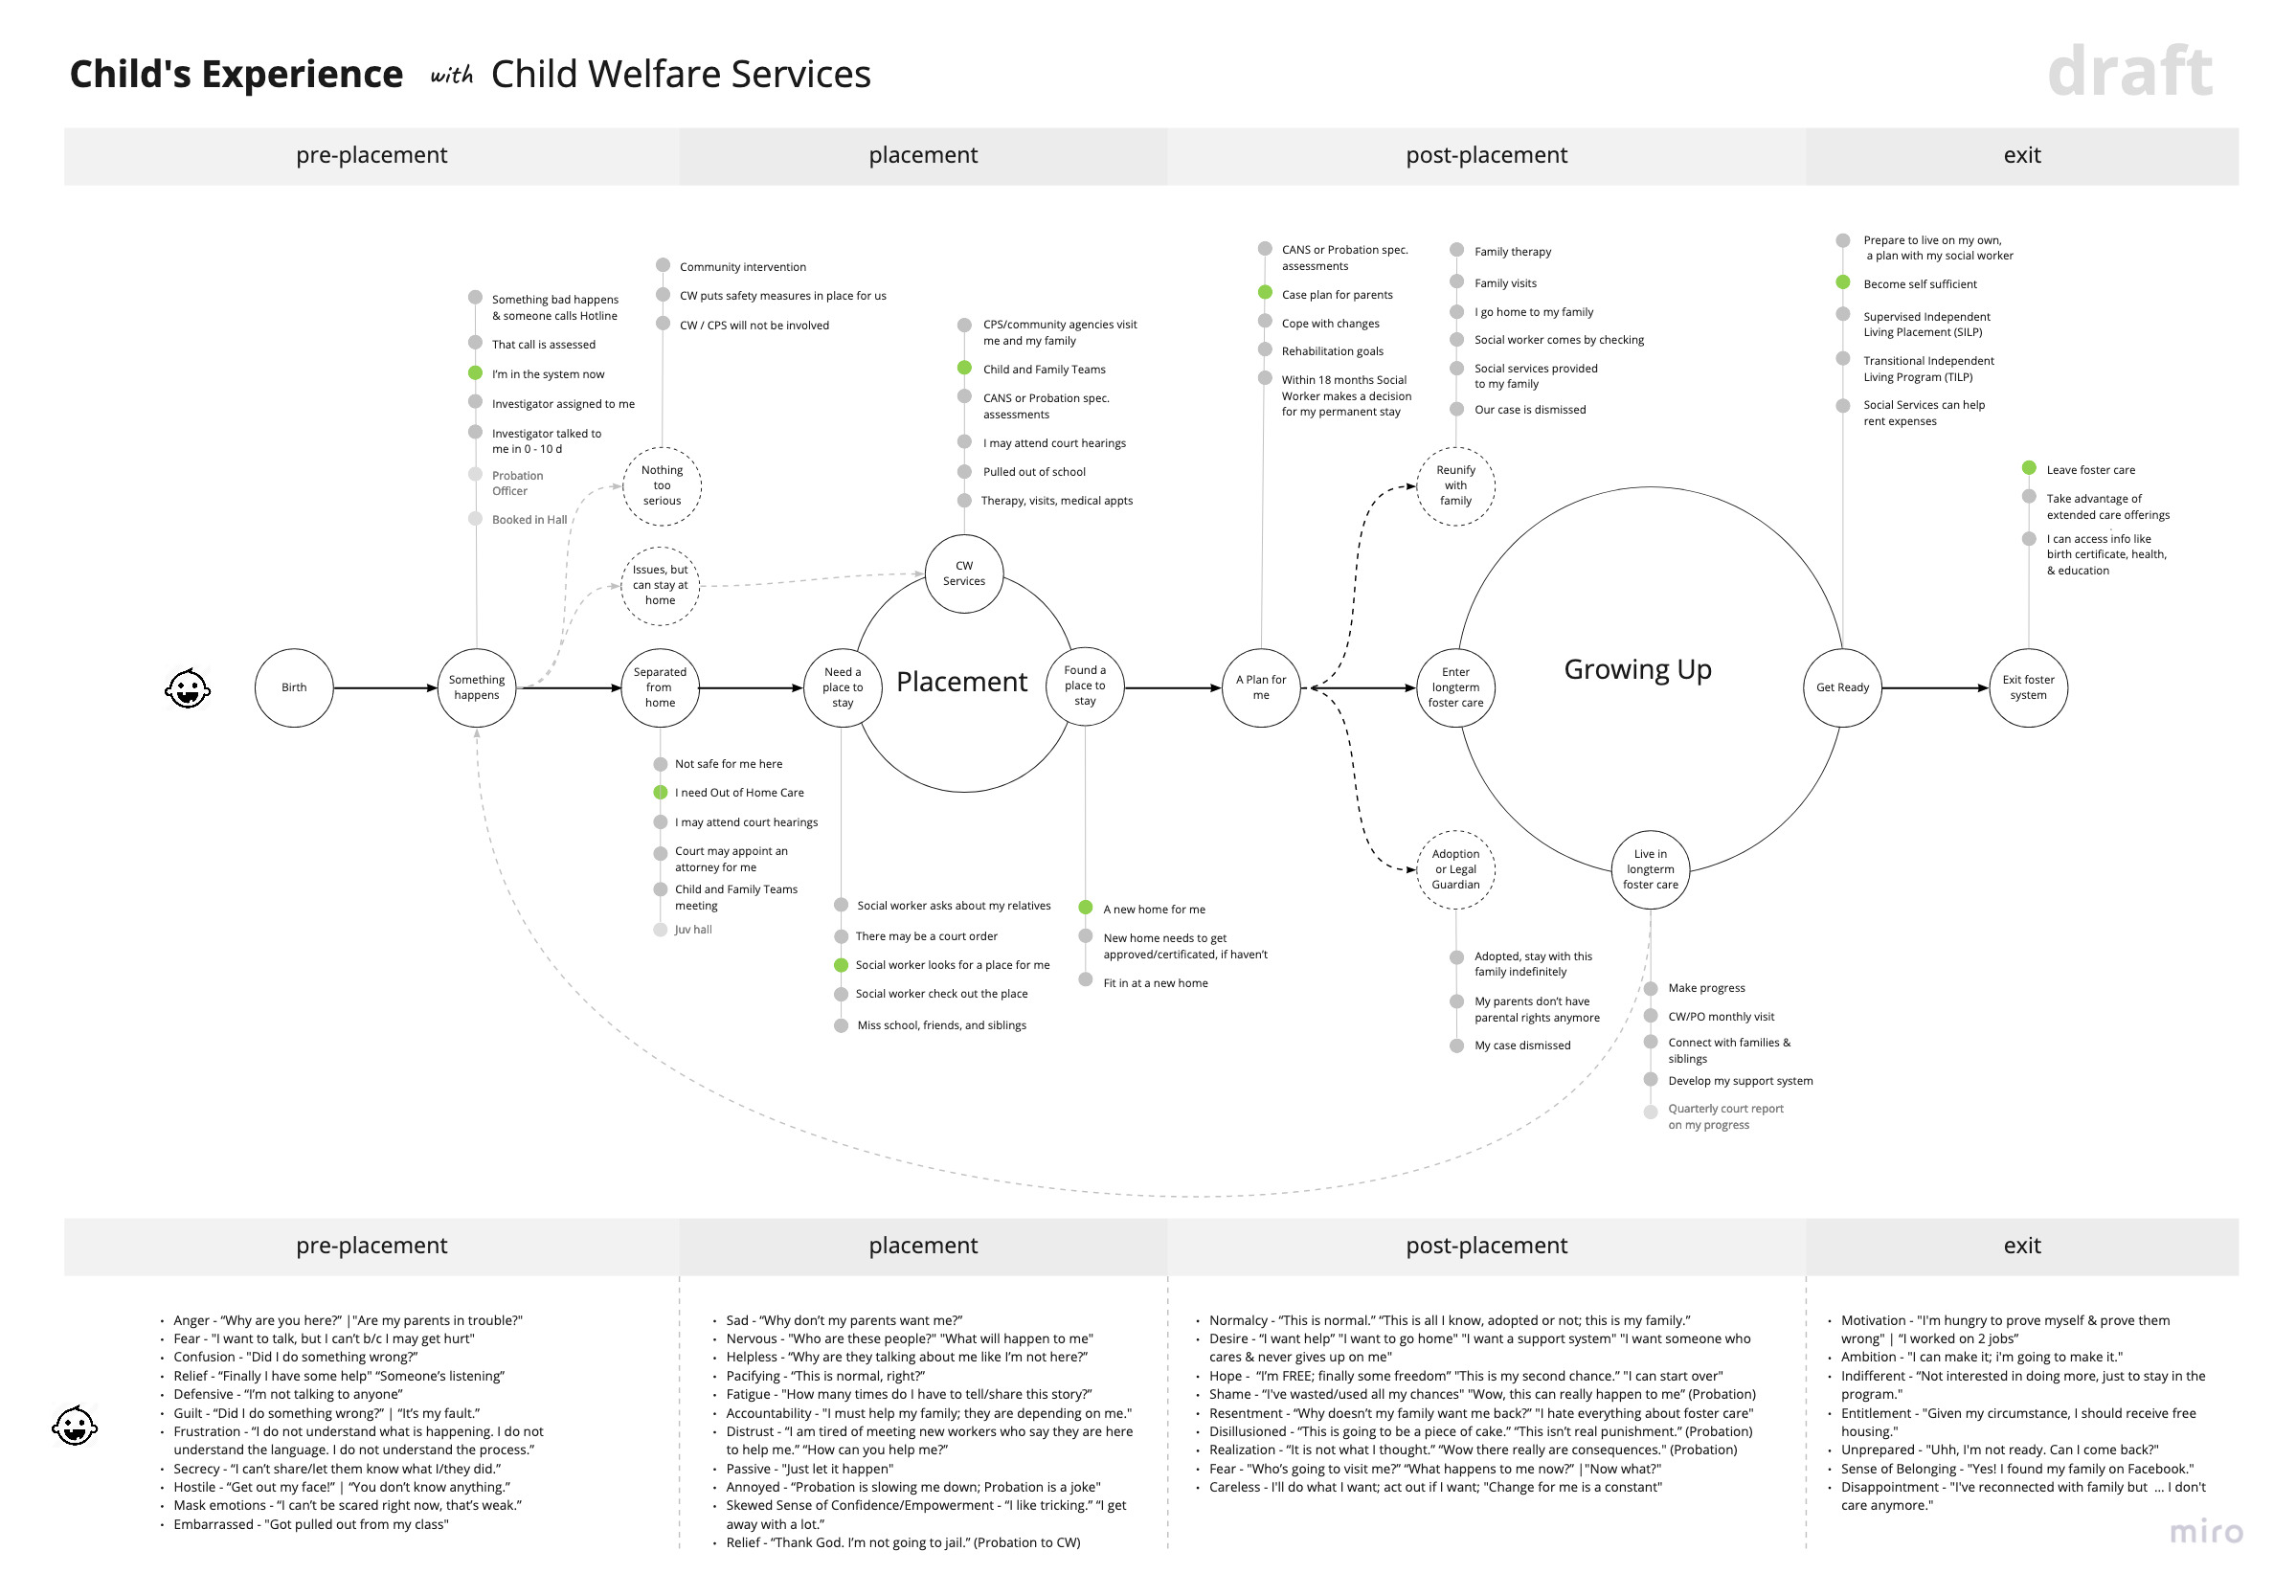 Child's Experience with Child Welfare Services
draft
pre-placement
placement
post-placement
exit
Something bad happens
& someone calls Hotline
That call is assessed
I'm in the system now
Investigator assigned to me
Investigator talked to
me in 0 - 10 d
Probation
Officer
Booked in Hall
Community intervention
CW puts safety measures in place for us
CW / CPS will not be involved
Nothing
too
serious
Issues, but
can stay at
home
CPS/community agencies visit
me and my family
Child and Family Teams
CANS or Probation spec.
assessments
I may attend court hearings
Pulled out of school
Therapy, visits, medical appts
CW
Services
CANS or Probation spec.
assessments
Case plan for parents
Cope with changes
Rehabilitation goals
Within 18 months Social
Worker makes a decision
for my permanent stay
Family therapy
Family visits
I go home to my family
Social worker comes by checking
Social services provided
to my family
Our case is dismissed
Reunify
with
family
Prepare to live on my own,
a plan with my social worker
Become self sufficient
Supervised Independent
Living Placement (SILP)
Transitional Independent
Living Program (TILP)
Social Services can help
rent expenses
Leave foster care
Take advantage of
extended care offerings
I can access info like
birth certificate, health,
& education
Birth
Something
happens
Separated
from
home
Need a
place to
stay
Placement
Found a
place to
stay
A Plan for
me
Enter
longterm
foster care
Growing Up
Get Ready
Exit foster
system
Not safe for me here
I need Out of Home Care
I may attend court hearings
Court may appoint an
attorney for me
Child and Family Teams
meeting
Juv hall
Social worker asks about my relatives
There may be a court order
Social worker looks for a place for me
Social worker check out the place
Miss school, friends, and siblings
A new home for me
New home needs to get
approved/certificated, if haven't
Fit in at a new home
Adoption
or Legal
Guardian
Adopted, stay with this
family indefinitely
My parents don't have
parental rights anymore
My case dismissed
Live in
longterm
foster care
Make progress
CW/PO monthly visit
Connect with families &
siblings
Develop my support system
Quarterly court report
on my progress
pre-placement
placement
post-placement
exit
• Anger - “Why are you here?” |"Are my parents in trouble?"
• Fear - "I want to talk, but I can’t b/c I may get hurt"
• Confusion - "Did I do something wrong?”
• Relief - “Finally I have some help" “Someone’s listening”
• Defensive - “I’m not talking to anyone”
• Guilt - “Did I do something wrong?” | “It’s my fault.”
• Frustration - “I do not understand what is happening. I do not
understand the language. I do not understand the process.”
• Secrecy - “I can’t share/let them know what I/they did.”
• Hostile - “Get out my face!” | “You don’t know anything.”
• Mask emotions - “I can’t be scared right now, that’s weak.”
• Embarrassed - "Got pulled out from my class"
• Sad - “Why don’t my parents want me?”
• Nervous - "Who are these people?" "What will happen to me"
• Helpless - “Why are they talking about me like I’m not here?”
• Pacifying - “This is normal, right?”
• Fatigue - "How many times do I have to tell/share this story?”
• Accountability - "I must help my family; they are depending on me."
• Distrust - “I am tired of meeting new workers who say they are here
to help me.” “How can you help me?”
• Passive - "Just let it happen"
• Annoyed - “Probation is slowing me down; Probation is a joke"
• Skewed Sense of Confidence/Empowerment - “I like tricking.” “I get
away with a lot.”
• Relief - “Thank God. I’m not going to jail.” (Probation to CW)
• Normalcy - “This is normal.” “This is all I know, adopted or not; this is my family.”
• Desire - “I want help” "I want to go home" "I want a support system" "I want someone who
cares & never gives up on me"
• Hope - “I’m FREE; finally some freedom” "This is my second chance.” "I can start over"
• Shame - “I've wasted/used all my chances" "Wow, this can really happen to me” (Probation)
• Resentment - “Why doesn’t my family want me back?” "I hate everything about foster care"
• Disillusioned - “This is going to be a piece of cake.” “This isn’t real punishment.” (Probation)
• Realization - “It is not what I thought.” “Wow there really are consequences." (Probation)
• Fear - "Who’s going to visit me?” “What happens to me now?” |"Now what?"
• Careless - I'll do what I want; act out if I want; "Change for me is a constant"
• Motivation - "I'm hungry to prove myself & prove them
wrong" | “I worked on 2 jobs”
• Ambition - "I can make it; i'm going to make it."
• Indifferent - “Not interested in doing more, just to stay in the
program."
• Entitlement - "Given my circumstance, I should receive free
housing."
• Unprepared - "Uhh, I'm not ready. Can I come back?"
• Sense of Belonging - "Yes! I found my family on Facebook."
• Disappointment - "I've reconnected with family but ... I don't
care anymore."
miro